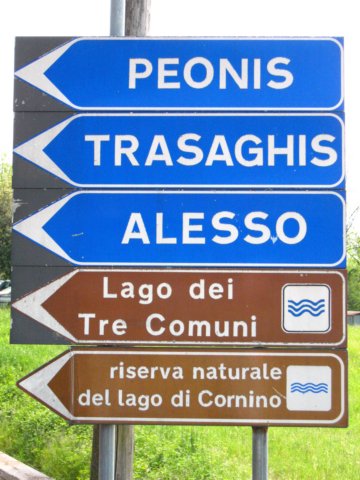 PEONIS
TRASAGHIS
ALESSO
Lago dei
Tre Comuni
riserva naturale
del lago di Cornino